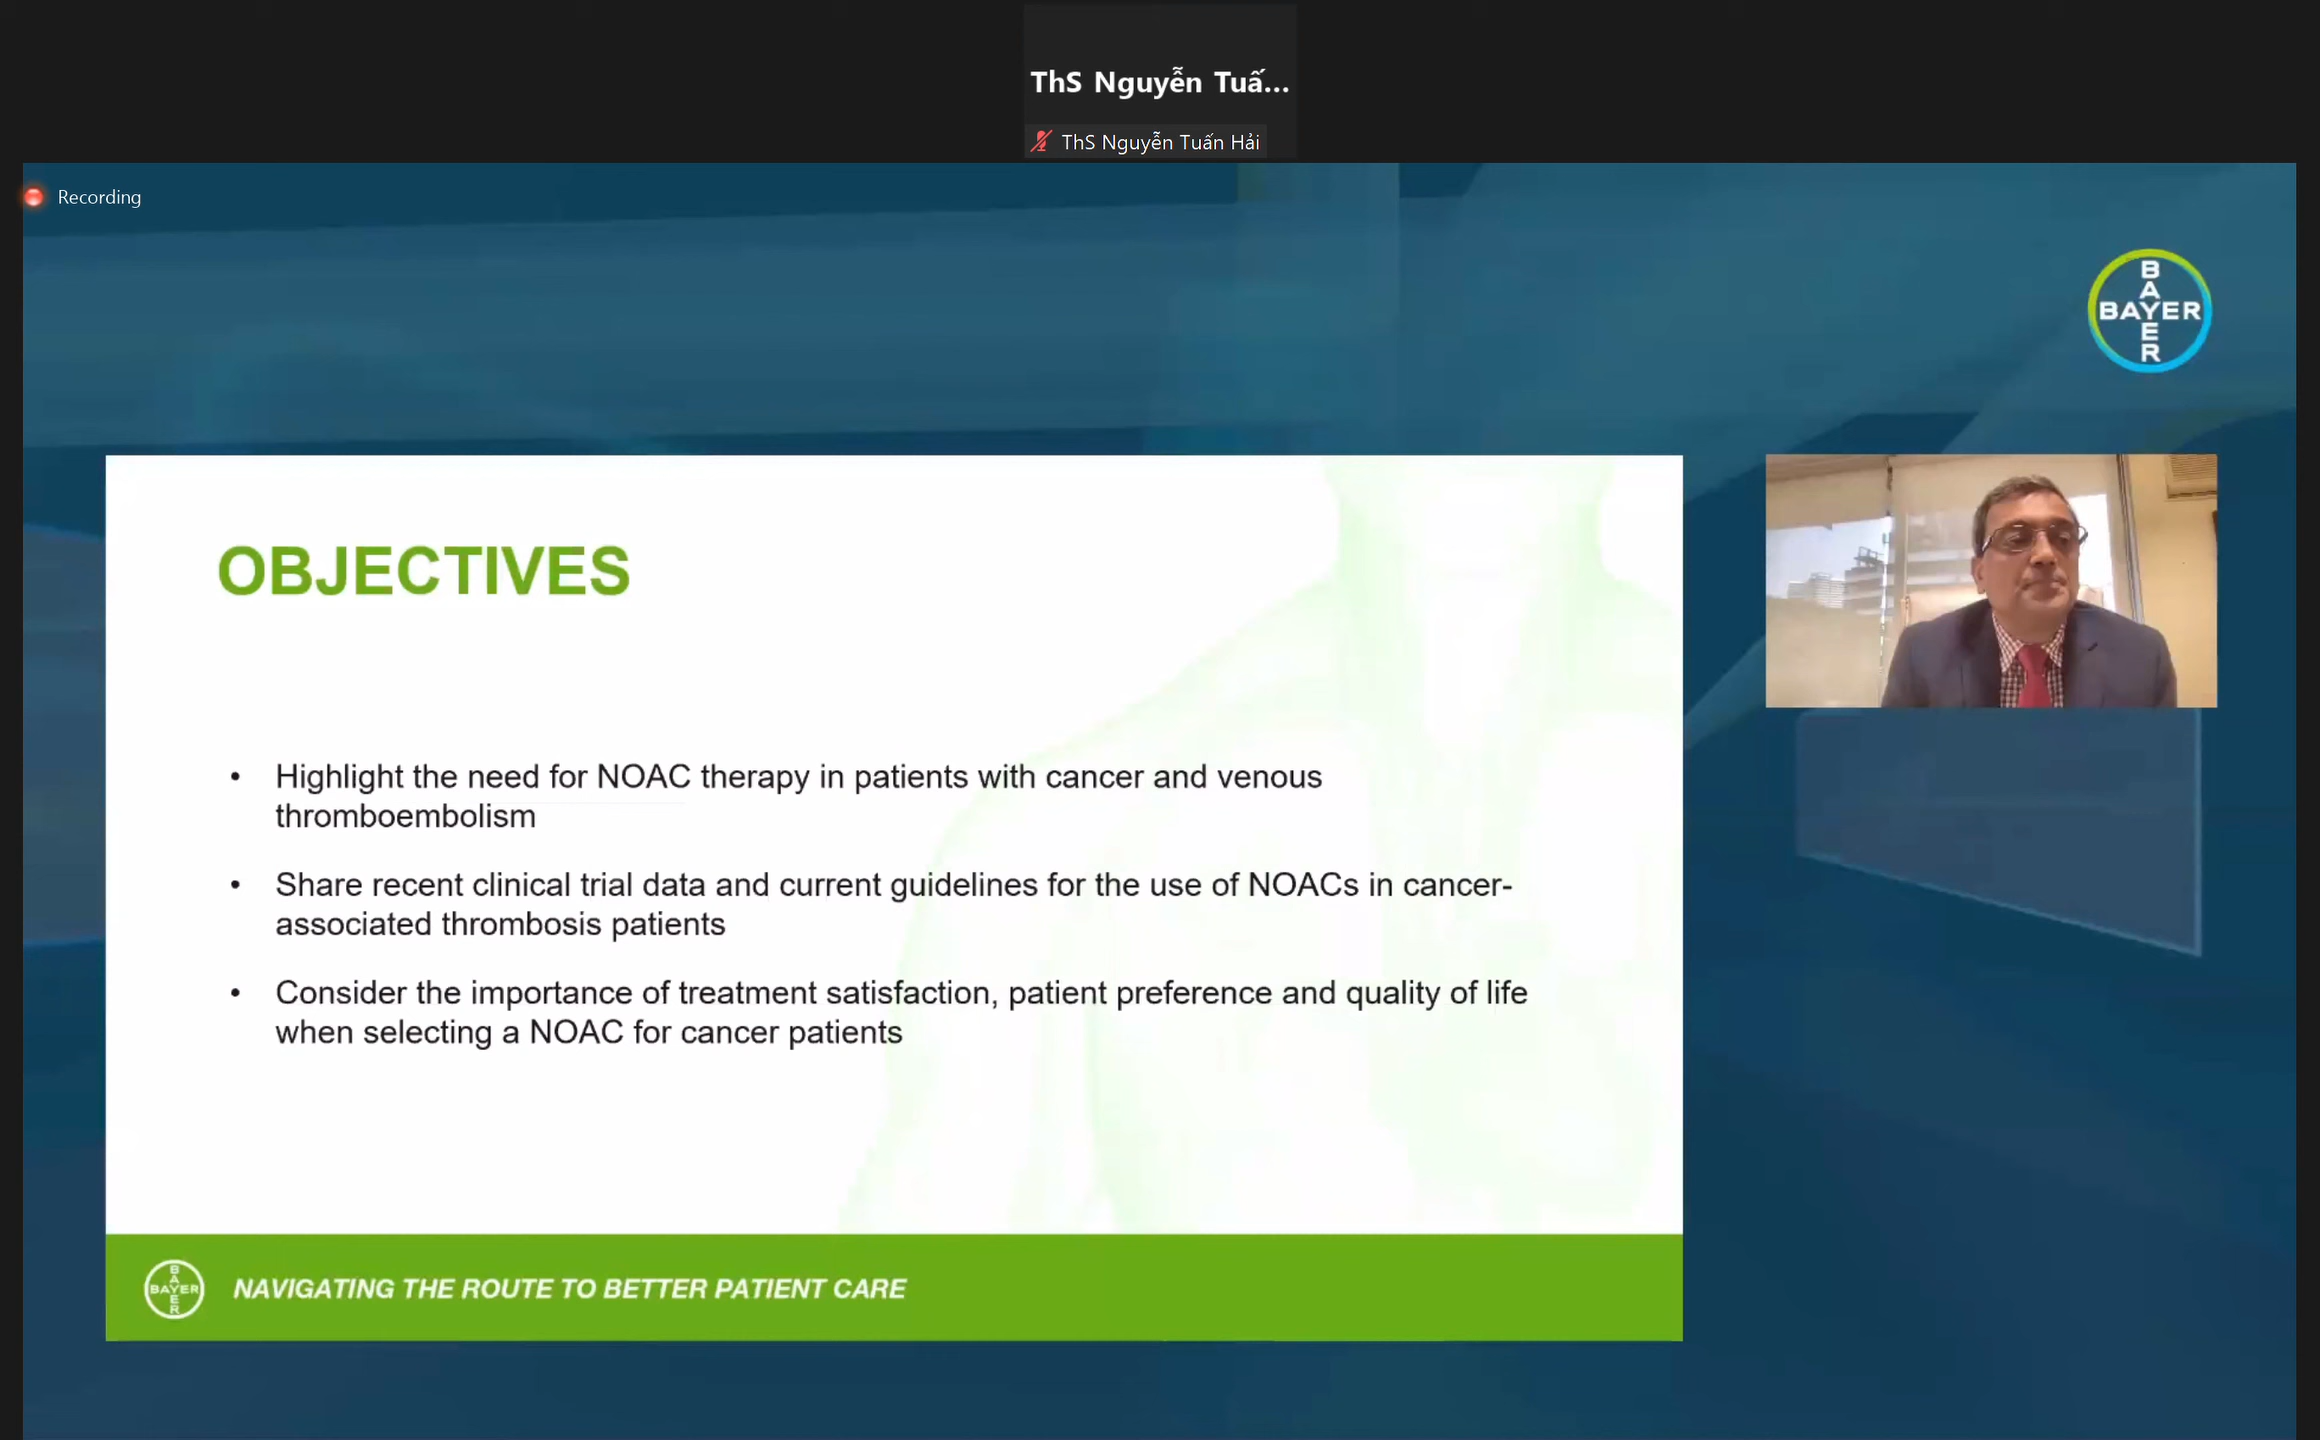 ThS Nguyễn Tuấ...
ThS Nguyễn Tuấn Hải
Recording
BAYER
BAYER
OBJECTIVES
• Highlight the need for NOAC therapy in patients with cancer and venous
thromboembolism
• Share recent clinical trial data and current guidelines for the use of NOACs in cancer-
associated thrombosis patients
• Consider the importance of treatment satisfaction, patient preference and quality of life
when selecting a NOAC for cancer patients
BAYER
BAYER
NAVIGATING THE ROUTE TO BETTER PATIENT CARE